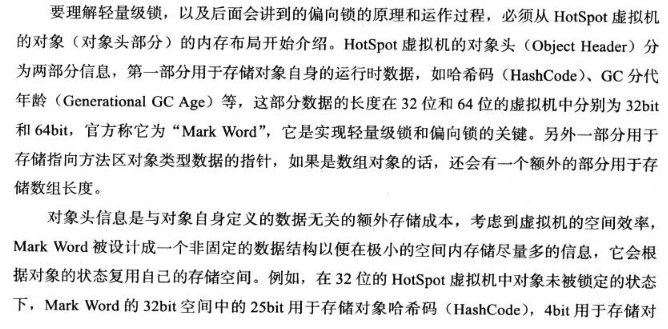 要理解轻量级锁，以及后面会讲到的偏向锁的原理和运作过程，必须从 HotSpot 虚拟机
的对象（对象头部分）的内存布局开始介绍。HotSpot 虚拟机的对象头（Object Header）分
为两部分信息，第一部分用于存储对象自身的运行时数据，如哈希码（HashCode）、GC 分代
年龄（Generational GC Age）等，这部分数据的长度在 32 位和 64 位的虚拟机中分别为 32bit
和 64bit，官方称它为“Mark Word”，它是实现轻量级锁和偏向锁的关键。另外一部分用于
存储指向方法区对象类型数据的指针，如果是数组对象的话，还会有一个额外的部分用于存
储数组长度。
对象头信息是与对象自身定义的数据无关的额外存储成本，考虑到虚拟机的空间效率，
Mark Word 被设计成一个非固定的数据结构以便在极小的空间内存储尽量多的信息，它会根
据对象的状态复用自己的存储空间。例如，在 32 位的 HotSpot 虚拟机中对象未被锁定的状态
下，Mark Word 的 32bit 空间中的 25bit 用于存储对象哈希码（HashCode），4bit 用于存储对